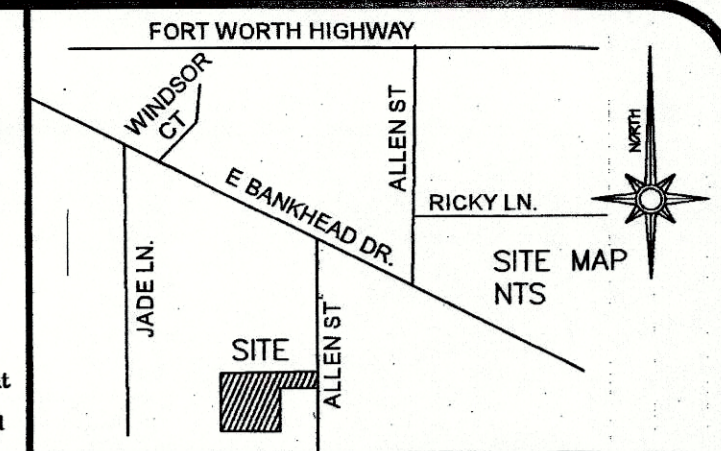 FORT WORTH HIGHWAY
WINDSOR
CT
ALLEN ST
NORTH
E BANKHEAD DR.
RICKY LN.
JADE LN.
SITE MAP
NTS
ALLEN ST
SITE